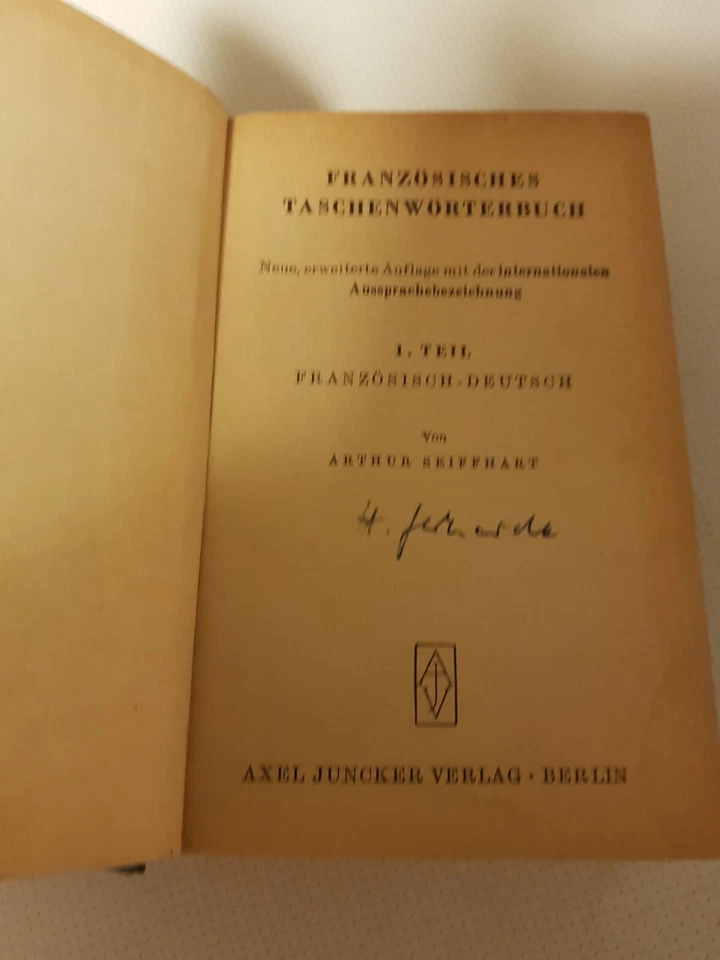 FRANZÖSISCHES
TASCHENWÖRTERBUCH
Neue, erweiterte Auflage mit der internationalen
Aussprachebezeichnung
1. TEIL
FRANZÖSISCH-DEUTSCH
Von
ARTHUR SEIFFHART
H.
AXEL JUNCKER VERLAG · BERLIN